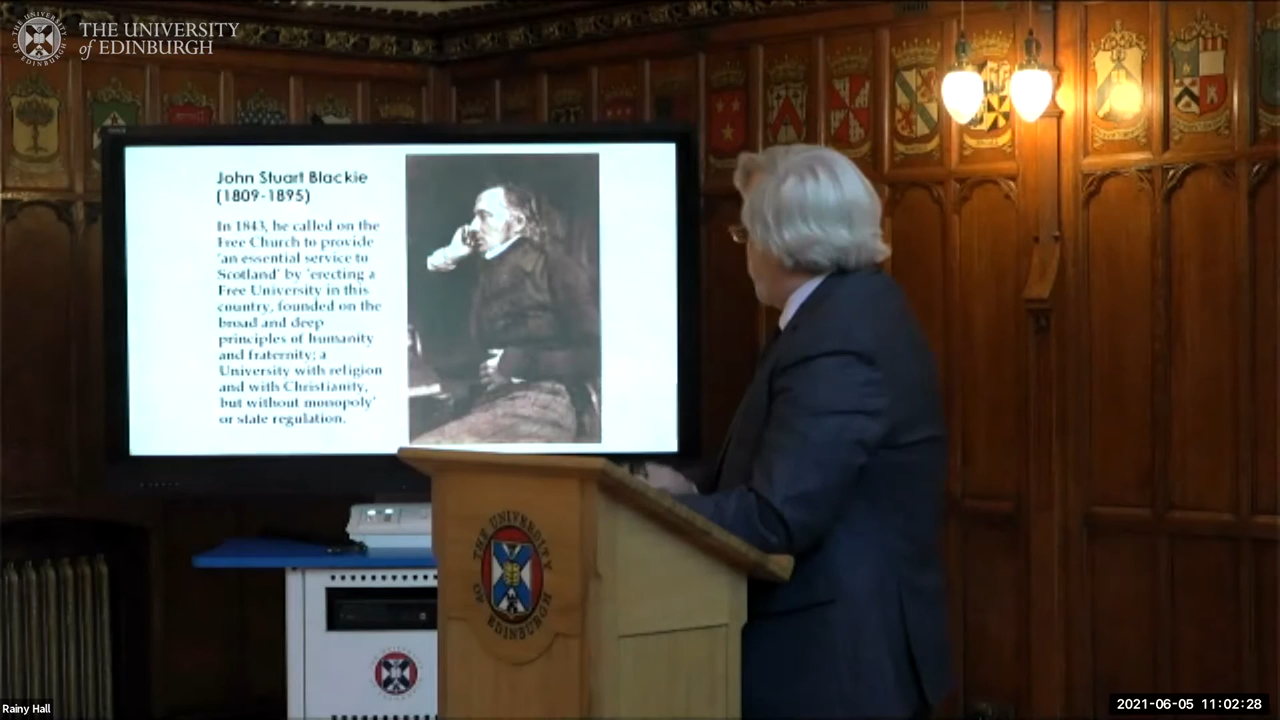 THE UNIVERSITY
of EDINBURGH
John Stuart Blackie
(1809-1895)
In 1843, he called on the
Free Church to provide
'an essential service to
Scotland' by 'erecting a
Free University in this
country, founded on the
broad and deep
principles of humanity
and fraternity; a
University with religion
and with Christianity,
but without monopoly'
or state regulation.
THE UNIVERSITY
OF EDINBURGH
Rainy Hall
2021-06-05 11:02:28